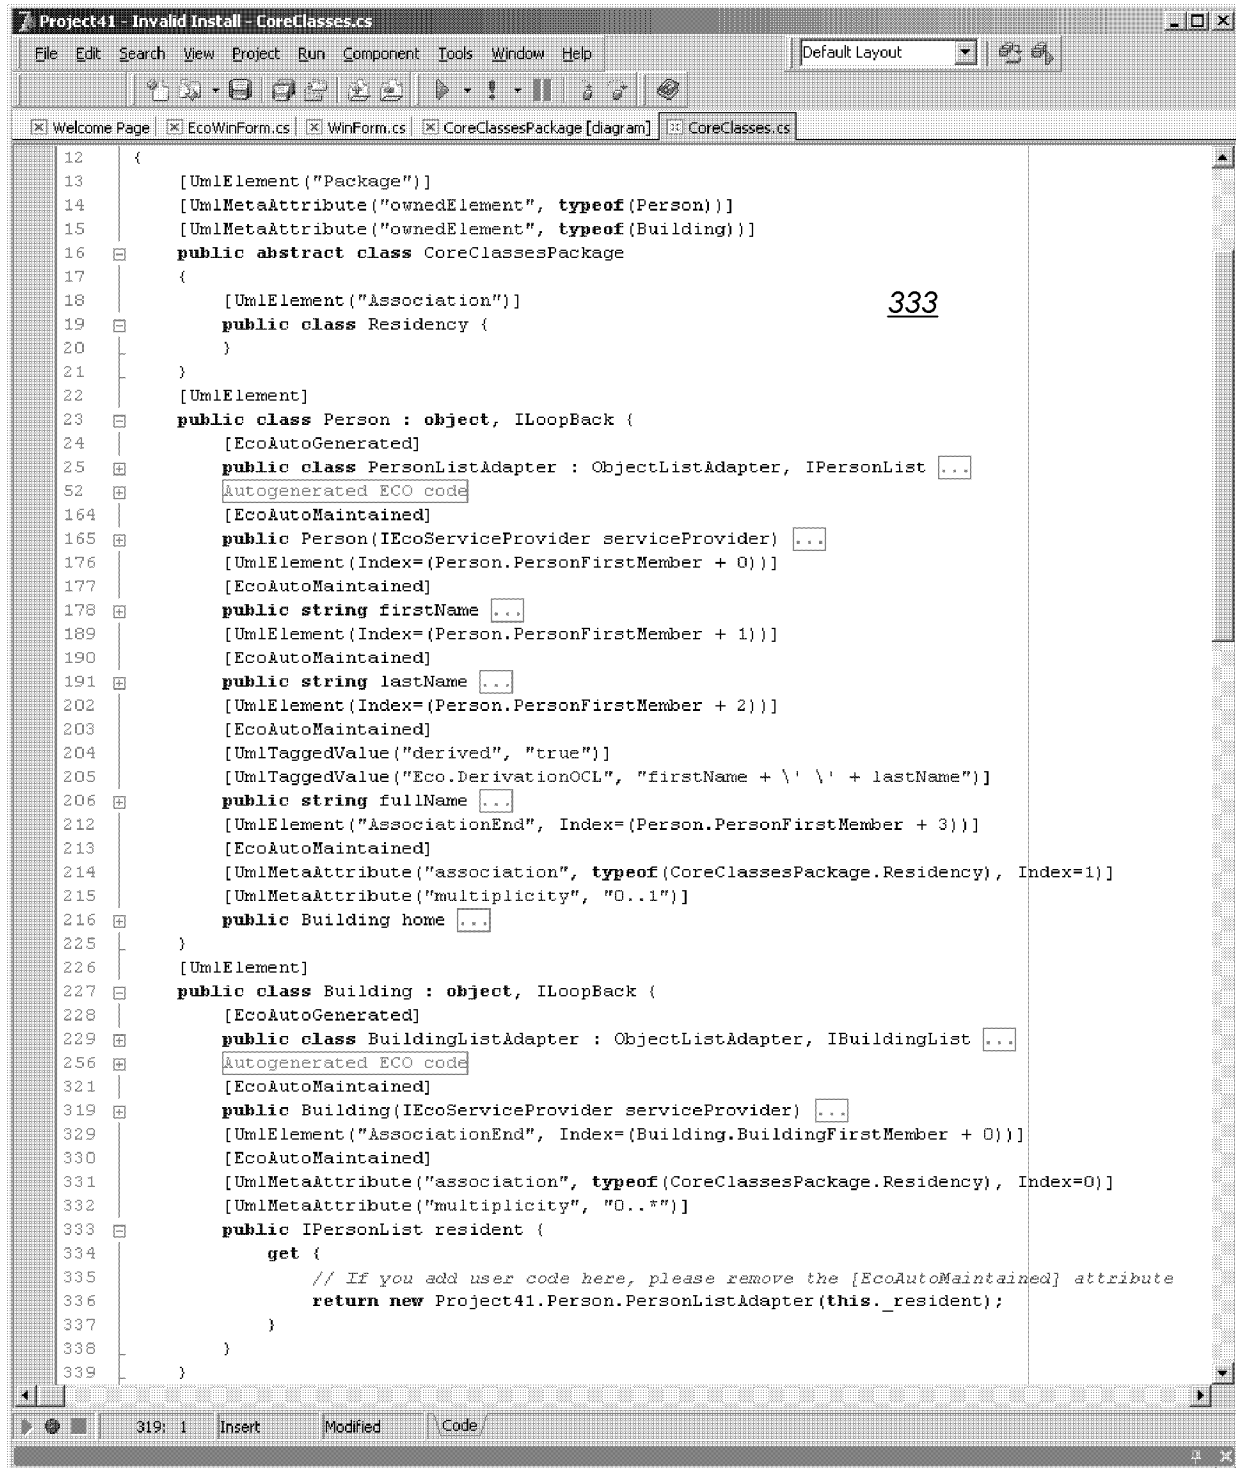 Project41 - Invalid Install - CoreClasses.cs
File Edit Search View Project Run Component Tools Window Help Default Layout
Welcome Page EcoWinForm.cs WinForm.cs CoreClassesPackage [diagram] CoreClasses.cs
12 {
13 [UmlElement("Package")]
14 [UmlMetaAttribute("ownedElement", typeof(Person))]
15 [UmlMetaAttribute("ownedElement", typeof(Building))]
16 public abstract class CoreClassesPackage
17 {
18 [UmlElement("Association")]
333
19 public class Residency {
20 }
21 }
22 [UmlElement]
23 public class Person : object, ILoopBack {
24 [EcoAutoGenerated]
25 public class PersonListAdapter : ObjectListAdapter, IPersonList ...
52 Autogenerated ECO code
164 [EcoAutoMaintained]
165 public Person(IEcoServiceProvider serviceProvider) ...
176 [UmlElement(Index=(Person.PersonFirstMember + 0))]
177 [EcoAutoMaintained]
178 public string firstName ...
189 [UmlElement(Index=(Person.PersonFirstMember + 1))]
190 [EcoAutoMaintained]
191 public string lastName ...
202 [UmlElement(Index=(Person.PersonFirstMember + 2))]
203 [EcoAutoMaintained]
204 [UmlTaggedValue("derived", "true")]
205 [UmlTaggedValue("Eco.DerivationOCL", "firstName + \' \' + lastName")]
206 public string fullName ...
212 [UmlElement("AssociationEnd", Index=(Person.PersonFirstMember + 3))]
213 [EcoAutoMaintained]
214 [UmlMetaAttribute("association", typeof(CoreClassesPackage.Residency), Index=1)]
215 [UmlMetaAttribute("multiplicity", "0..1")]
216 public Building home ...
225 }
226 [UmlElement]
227 public class Building : object, ILoopBack {
228 [EcoAutoGenerated]
229 public class BuildingListAdapter : ObjectListAdapter, IBuildingList ...
256 Autogenerated ECO code
321 [EcoAutoMaintained]
319 public Building(IEcoServiceProvider serviceProvider) ...
329 [UmlElement("AssociationEnd", Index=(Building.BuildingFirstMember + 0))]
330 [EcoAutoMaintained]
331 [UmlMetaAttribute("association", typeof(CoreClassesPackage.Residency), Index=0)]
332 [UmlMetaAttribute("multiplicity", "0..*")]
333 public IPersonList resident {
334 get {
335 // If you add user code here, please remove the [EcoAutoMaintained] attribute
336 return new Project41.Person.PersonListAdapter(this._resident);
337 }
338 }
339 }
319: 1 Insert Modified Code